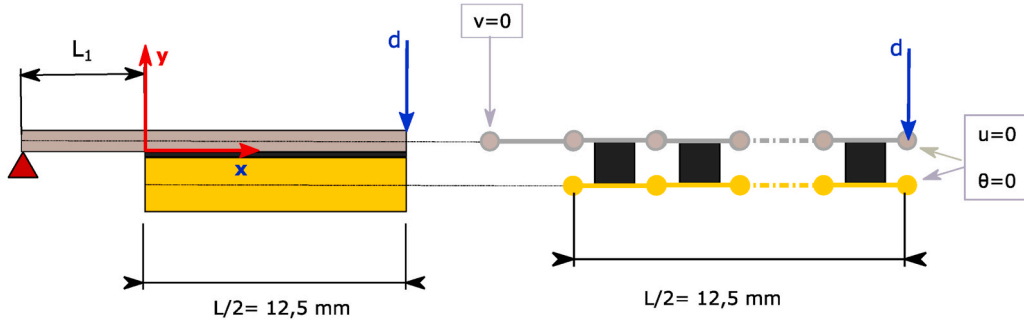 L₁
y
d
x
L/2= 12,5 mm
v=0
d
u=0
θ=0
L/2= 12,5 mm